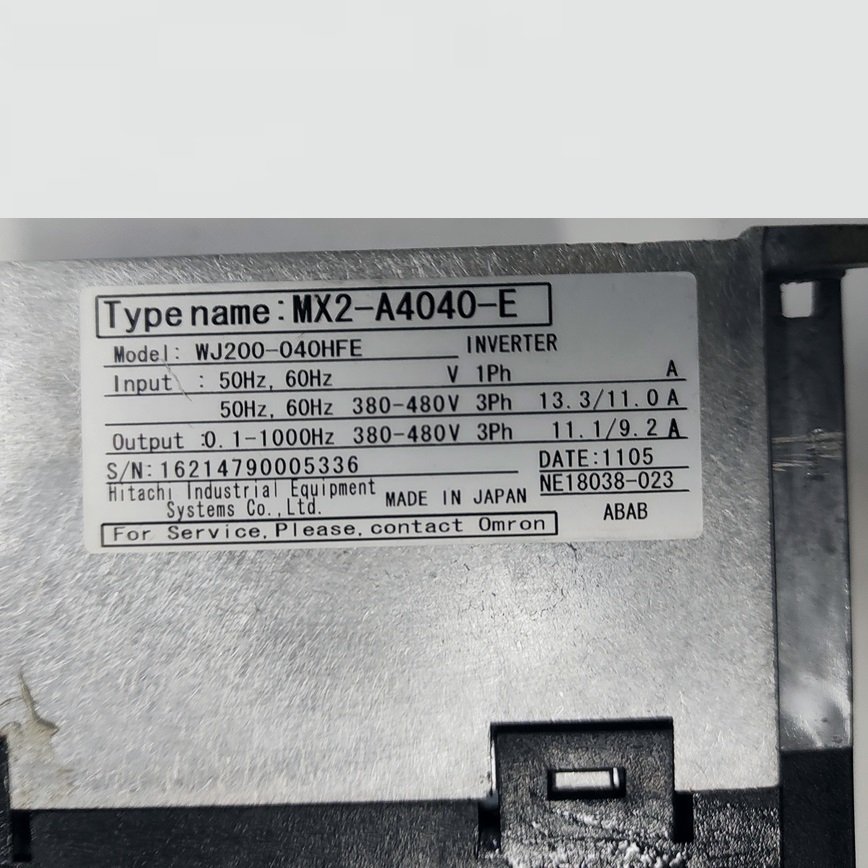 Type name:MX2-A4040-E
Model: WJ200-040HFE INVERTER
Input : 50Hz, 60Hz V 1Ph A
50Hz, 60Hz 380-480V 3Ph 13.3/11.0 A
Output :0.1-1000Hz 380-480V 3Ph 11.1/9.2 A
S/N:16214790005336 DATE:1105
Hitachi Industrial Equipment
Systems Co.,Ltd. MADE IN JAPAN NE18038-023
For Service, Please, contact Omron ABAB